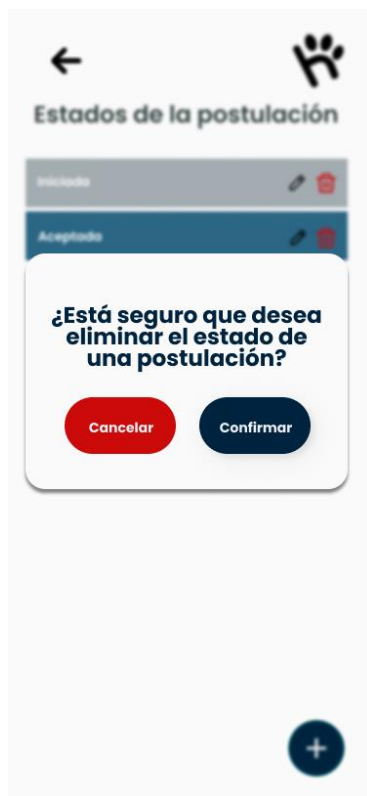 Estados de la postulación
Iniciada
Aceptada
¿Está seguro que desea
eliminar el estado de
una postulación?
Cancelar
Confirmar
+